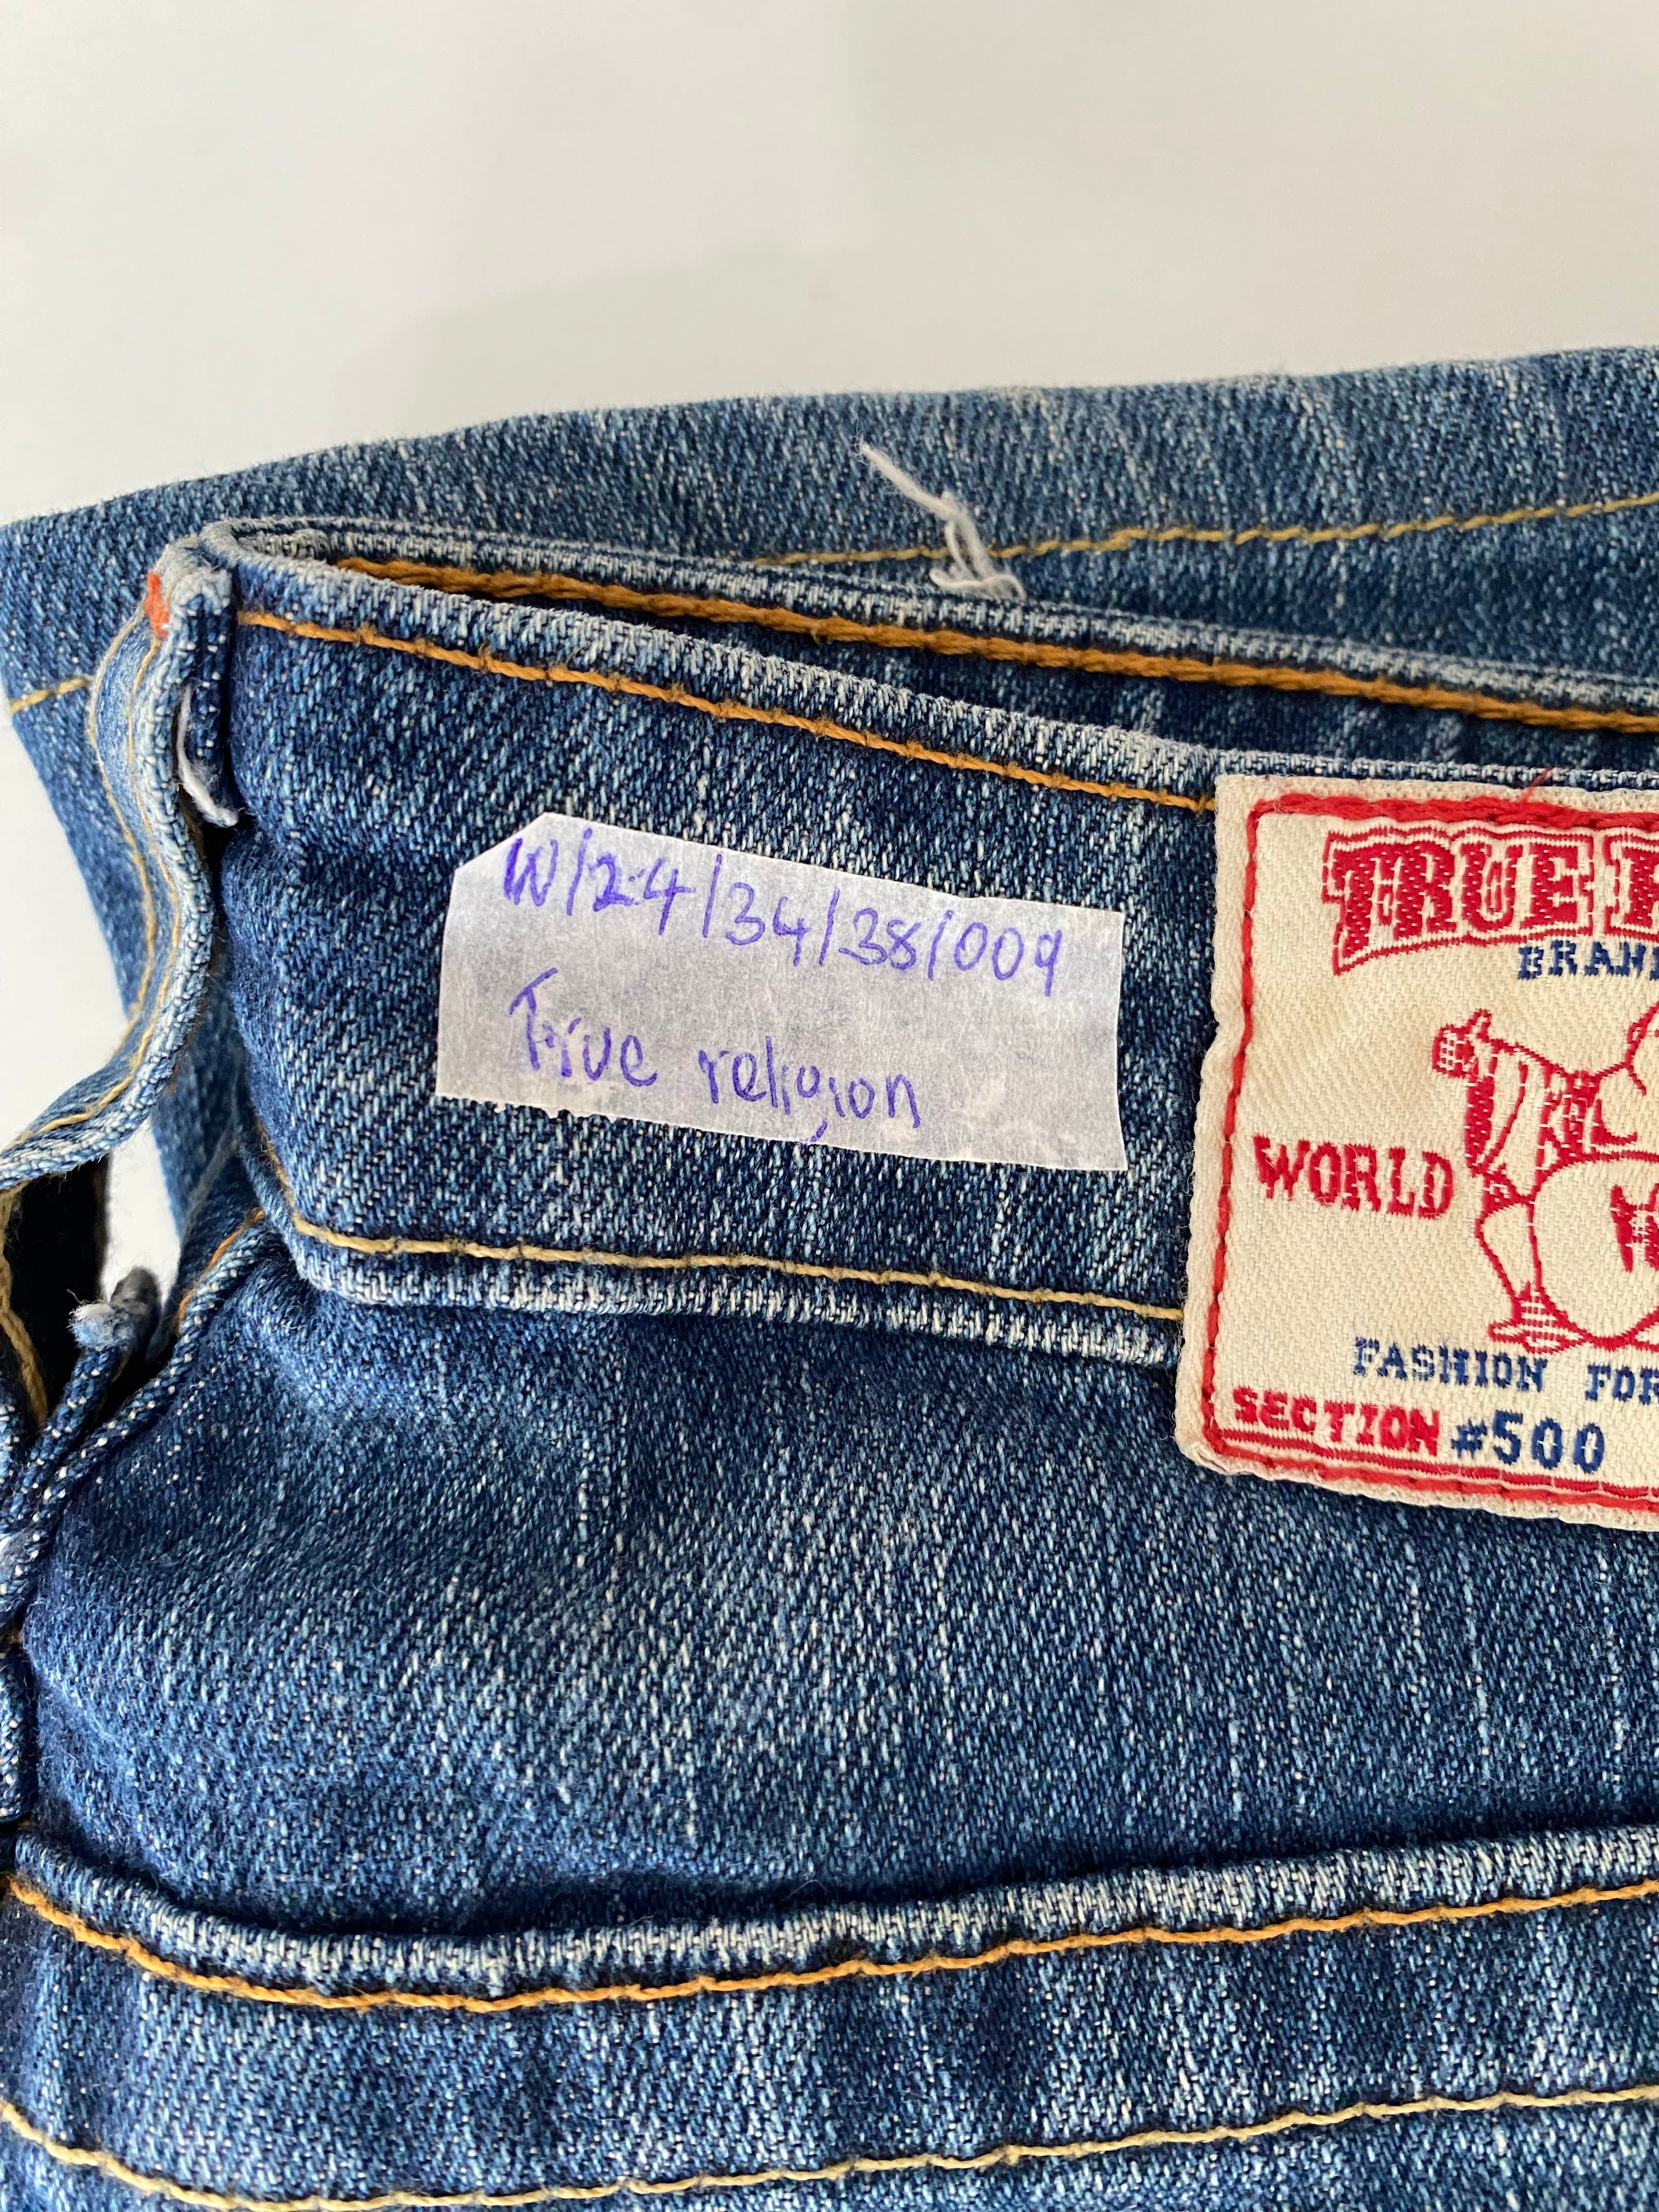 W/24/34/38/009
True religion
TRUE
BRAN
WORLD
FASHION FOR
SECTION #500